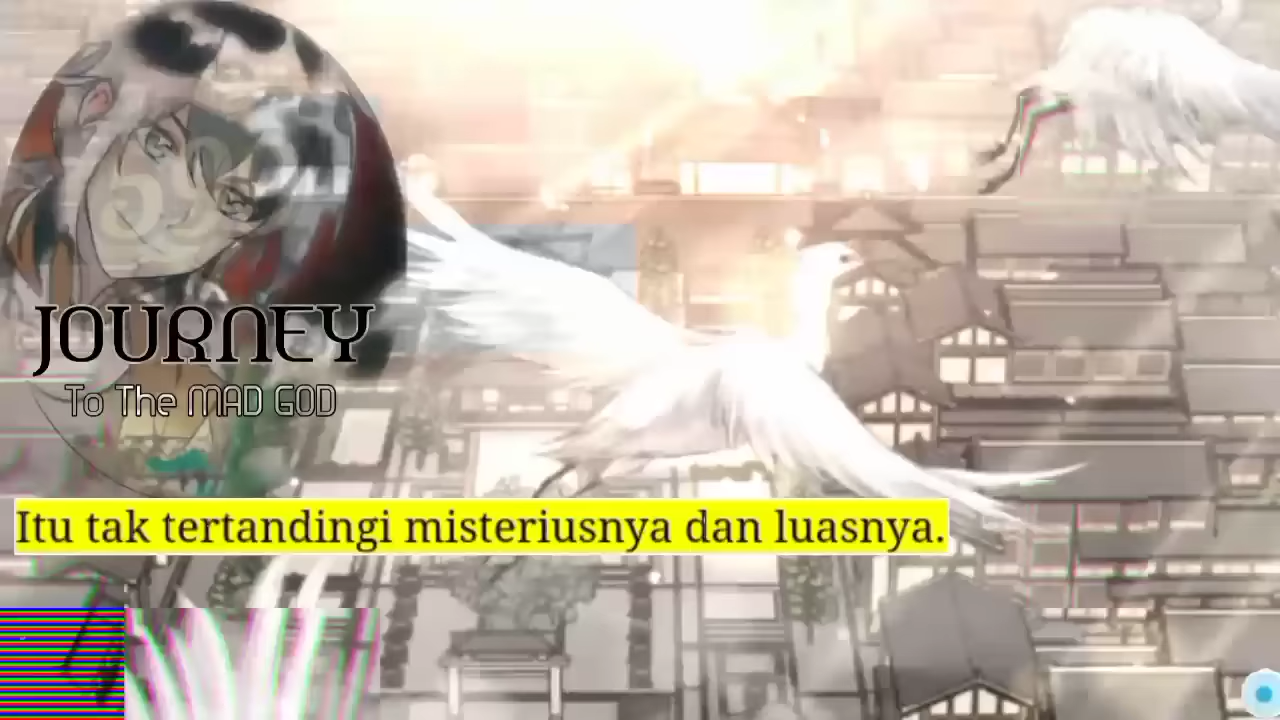 JOURNEY
To The MAD GOD
Itu tak tertandingi misteriusnya dan luasnya.